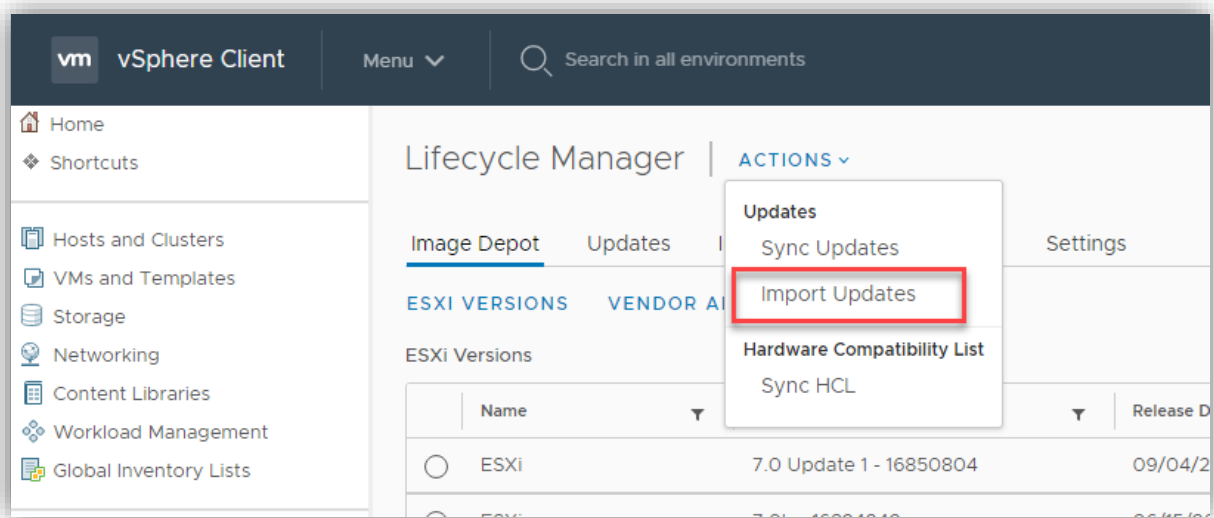 vm vSphere Client Menu Search in all environments
Home
Shortcuts
Hosts and Clusters
VMs and Templates
Storage
Networking
Content Libraries
Workload Management
Global Inventory Lists
Lifecycle Manager ACTIONS
Updates
Sync Updates
Import Updates
Hardware Compatibility List
Sync HCL
Image Depot Updates Settings
ESXI VERSIONS VENDOR
ESXi Versions
Name Release D
ESXi 7.0 Update 1 - 16850804 09/04/2